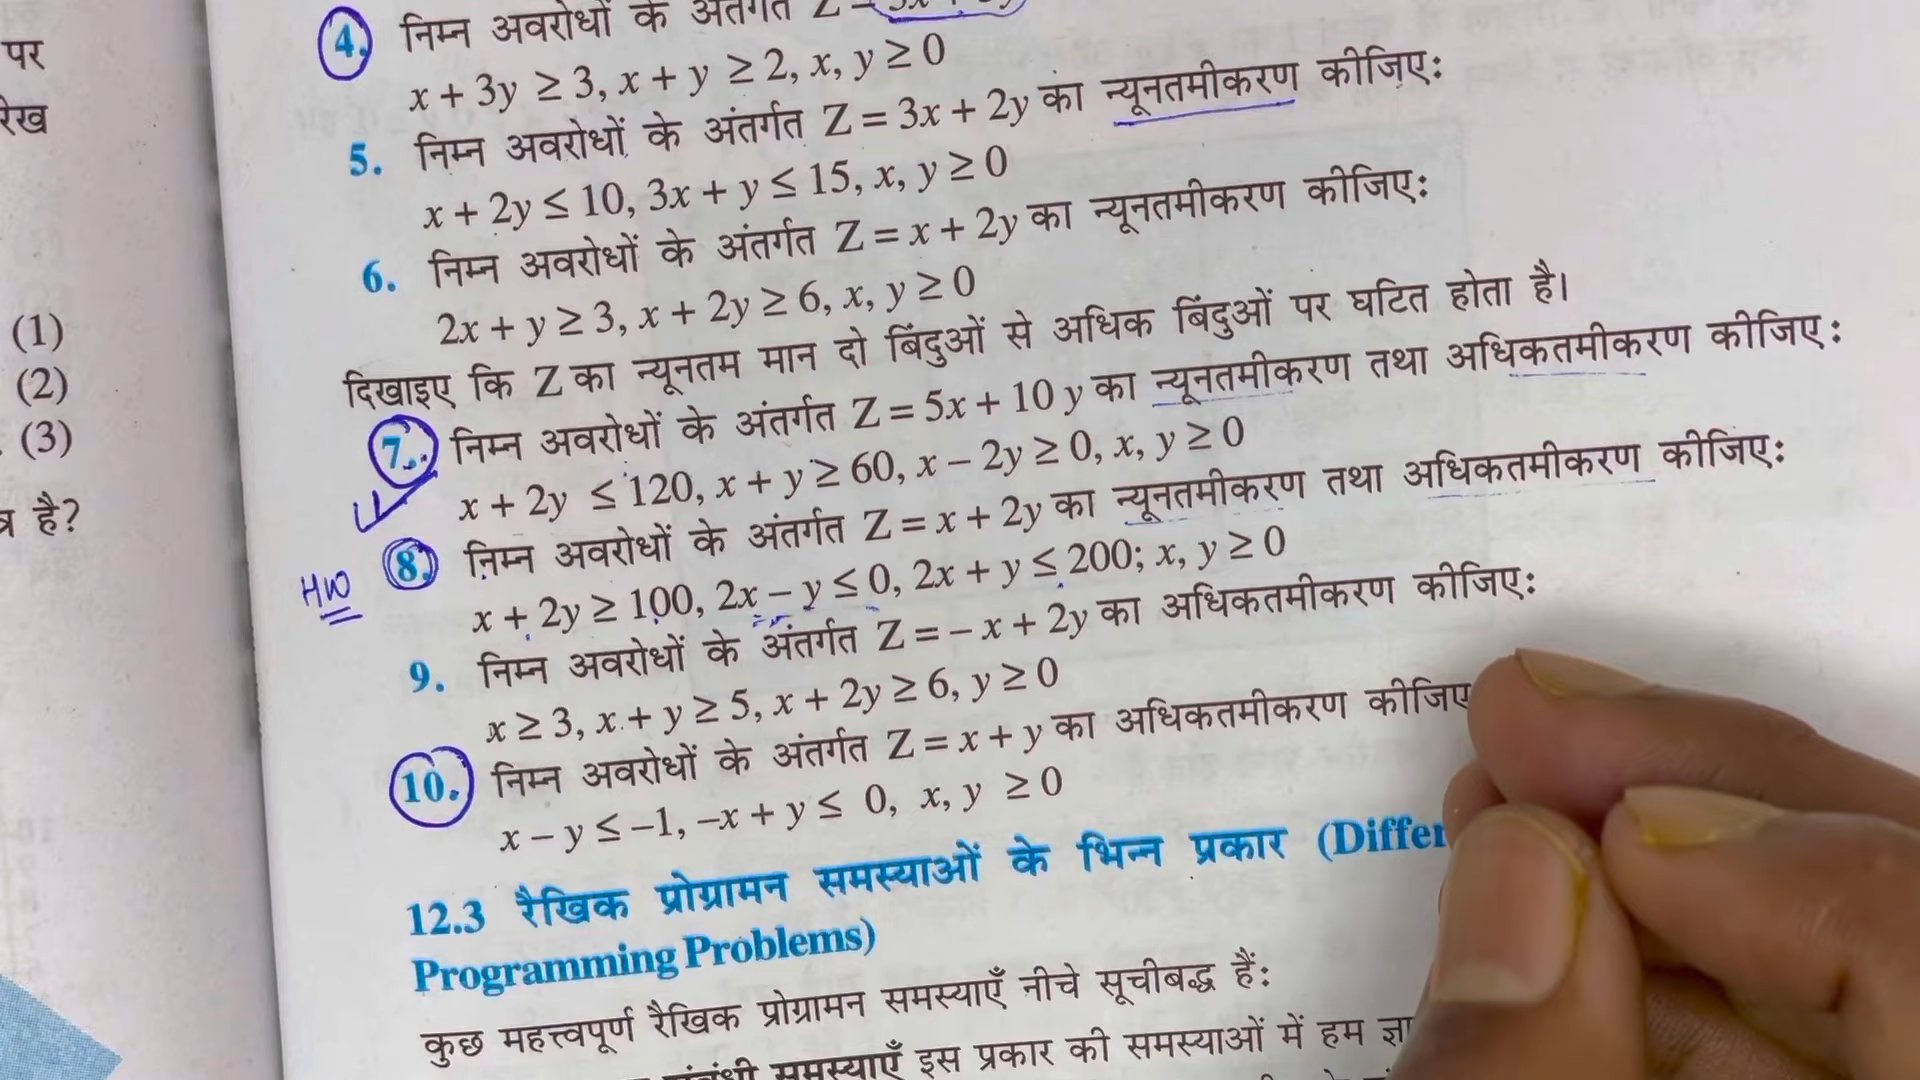 पर
रेख
(1)
(2)
(3)
है?
4. निम्न अवरोधों के अंतर्गत Z
x + 3y ≥ 3, x + y ≥ 2, x, y ≥ 0
5. निम्न अवरोधों के अंतर्गत Z = 3x + 2y का न्यूनतमीकरण कीजिए:
x + 2y ≤ 10, 3x + y ≤ 15, x, y ≥ 0
6. निम्न अवरोधों के अंतर्गत Z = x + 2y का न्यूनतमीकरण कीजिए:
2x + y ≥ 3, x + 2y ≥ 6, x, y ≥ 0
दिखाइए कि Z का न्यूनतम मान दो बिंदुओं से अधिक बिंदुओं पर घटित होता है।
7. निम्न अवरोधों के अंतर्गत Z = 5x + 10 y का न्यूनतमीकरण तथा अधिकतमीकरण कीजिए:
x + 2y ≤ 120, x + y ≥ 60, x – 2y ≥ 0, x, y ≥ 0
HW 8. निम्न अवरोधों के अंतर्गत Z = x + 2y का न्यूनतमीकरण तथा अधिकतमीकरण कीजिए:
x + 2y ≥ 100, 2x – y ≤ 0, 2x + y ≤ 200; x, y ≥ 0
9. निम्न अवरोधों के अंतर्गत Z = – x + 2y का अधिकतमीकरण कीजिए:
x ≥ 3, x + y ≥ 5, x + 2y ≥ 6, y ≥ 0
10. निम्न अवरोधों के अंतर्गत Z = x + y का अधिकतमीकरण कीजिए
x – y ≤ –1, –x + y ≤ 0, x, y ≥ 0
12.3 रैखिक प्रोग्रामन समस्याओं के भिन्न प्रकार (Differ
Programming Problems)
कुछ महत्त्वपूर्ण रैखिक प्रोग्रामन समस्याएँ नीचे सूचीबद्ध हैं:
समस्याएँ इस प्रकार की समस्याओं में हम